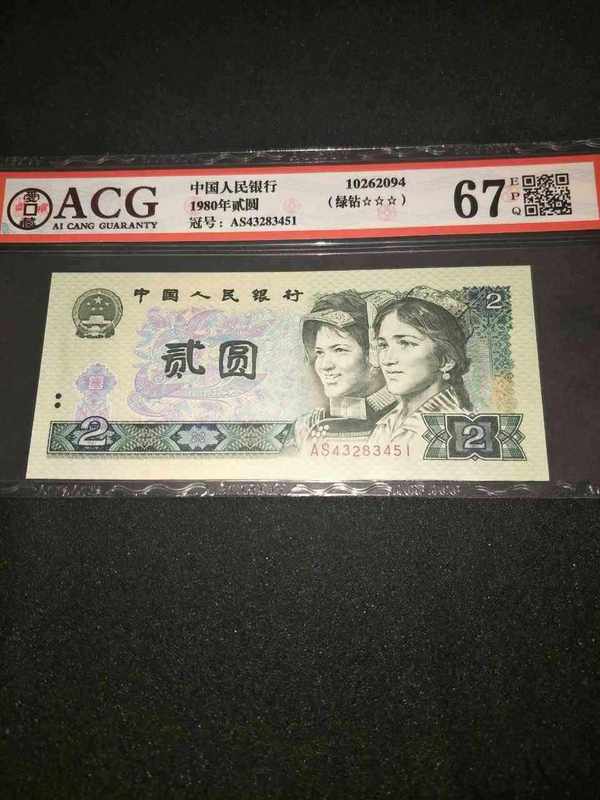 ACG
AI CANG GUARANTY
中国人民银行
1980年贰圆
冠号: AS43283451
10262094
(绿钻☆☆☆)
67
EPQ
中国人民银行
2
贰圆
2
2
AS43283451